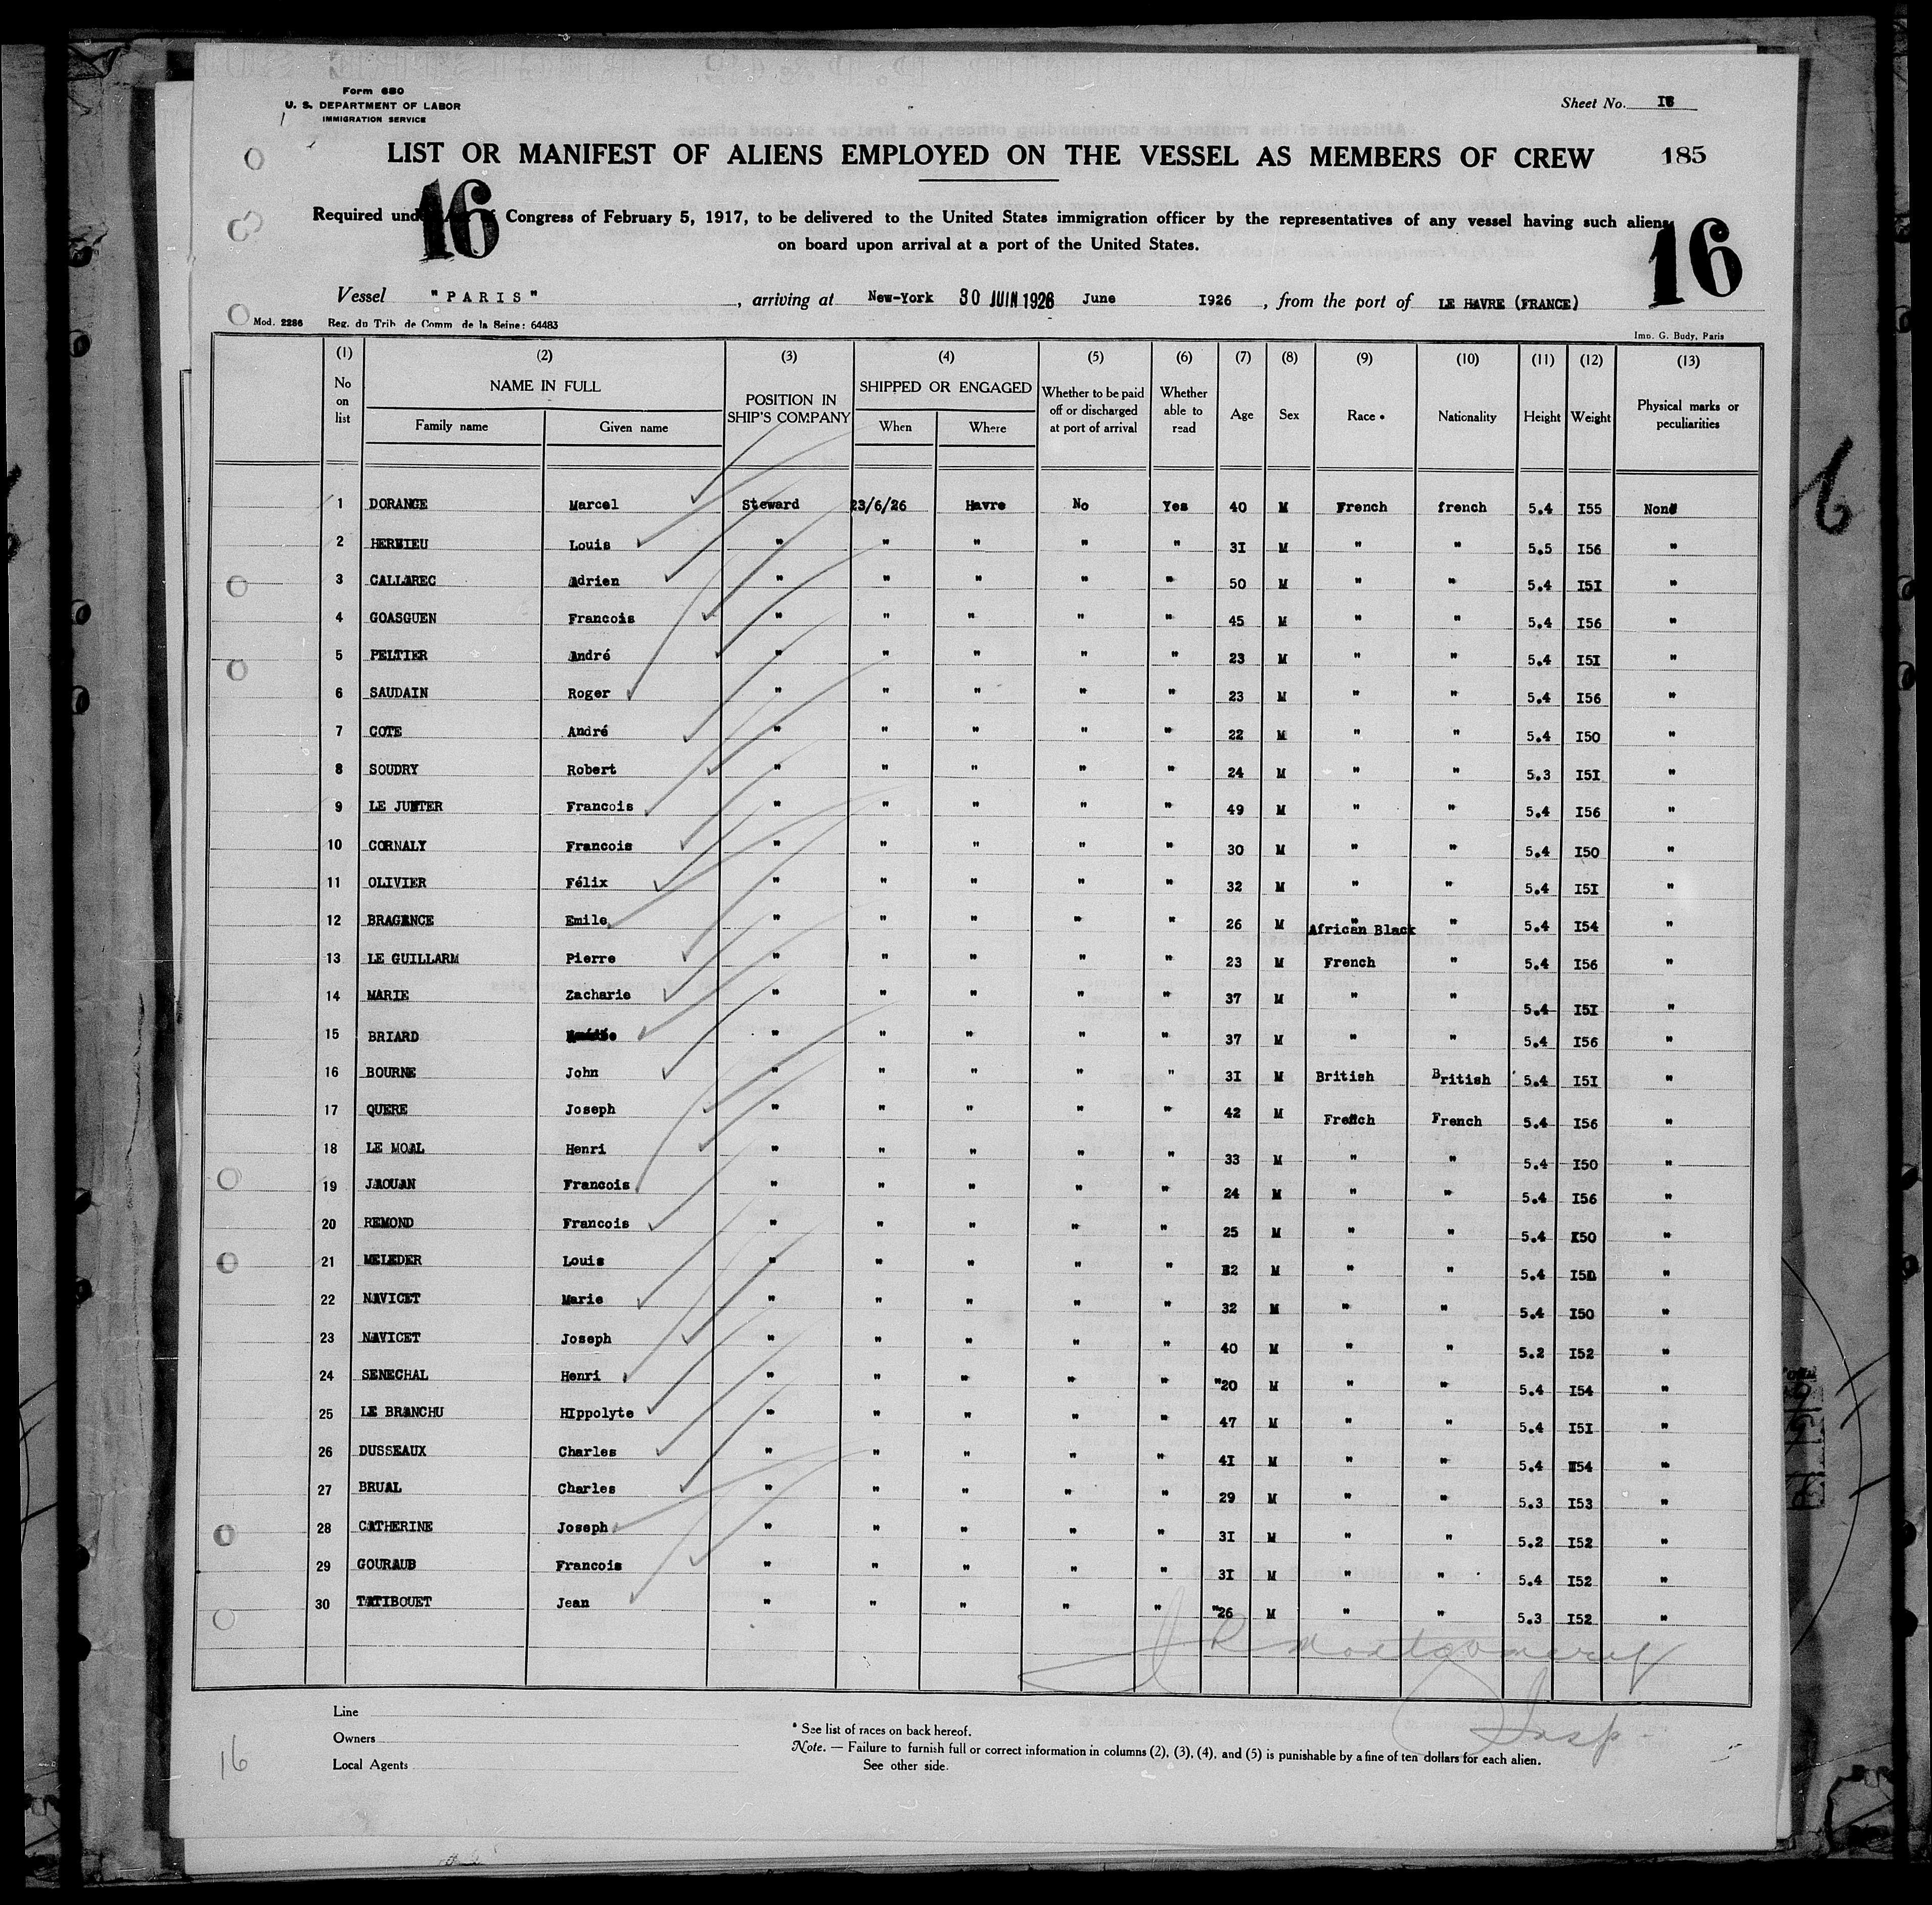 Form 680
U. S. DEPARTMENT OF LABOR
IMMIGRATION SERVICE
Sheet No. I6
LIST OR MANIFEST OF ALIENS EMPLOYED ON THE VESSEL AS MEMBERS OF CREW 185
16
16
Required under Congress of February 5, 1917, to be delivered to the United States immigration officer by the representatives of any vessel having such aliens
on board upon arrival at a port of the United States.
Vessel "PARIS" , arriving at New-York 30 JUIN 1926 June I926 , from the port of LE HAVRE (FRANCE)
Mod. 2286 Reg. du Trib. de Comm. de la Seine: 64483 Imp. G. Budy, Paris
(1) (2) (3) (4) (5) (6) (7) (8) (9) (10) (11) (12) (13)
No on list NAME IN FULL Family name Given name POSITION IN SHIP'S COMPANY SHIPPED OR ENGAGED When Where Whether to be paid off or discharged at port of arrival Whether able to read Age Sex Race * Nationality Height Weight Physical marks or peculiarities
1 DORANGE Marcel Steward 23/6/26 Havre No Yes 40 M French french 5.4 I55 None
2 HERVIEU Louis " " " " " 3I M " " 5.5 I56 "
3 CALLAREC Adrien " " " " " 50 M " " 5.4 I5I "
4 GOASGUEN Francois " " " " " 45 M " " 5.4 I56 "
5 PELTIER André " " " " " 23 M " " 5.4 I5I "
6 SAUDAIN Roger " " " " " 23 M " " 5.4 I56 "
7 COTE André " " " " " 22 M " " 5.4 I50 "
8 SOUDRY Robert " " " " " 24 M " " 5.3 I5I "
9 LE JUNTER Francois " " " " " 49 M " " 5.4 I56 "
10 CORNALY Francois " " " " " 30 M " " 5.4 I50 "
11 OLIVIER Félix " " " " " 32 M " " 5.4 I5I "
12 BRAGANCE Emile " " " " " 26 M " African Black " 5.4 I54 "
13 LE GUILLARM Pierre " " " " " 23 M French " 5.4 I56 "
14 MARIE Zacharie " " " " " 37 M " " 5.4 I5I "
15 BRIARD " " " " " 37 M " " 5.4 I56 "
16 BOURNE John " " " " " 3I M British British 5.4 I5I "
17 QUERE Joseph " " " " " 42 M French French 5.4 I56 "
18 LE MOAL Henri " " " " " 33 M " " 5.4 I50 "
19 JAOUAN Francois " " " " " 24 M " " 5.4 I56 "
20 REMOND Francois " " " " " 25 M " " 5.4 I50 "
21 MELEDER Louis " " " " " 32 M " " 5.4 "
22 NAVICET Marie " " " " " 32 M " " 5.4 I50 "
23 NAVICET Joseph " " " " " 40 M " " 5.2 I52 "
24 SENECHAL Henri " " " " " "20 M " " 5.4 I54 "
25 LE BRANCHU HIppolyte " " " " " 47 M " " 5.4 I5I "
26 DUSSEAUX Charles " " " " " 4I M " " 5.4 I54 "
27 BRUAL Charles " " " " " 29 M " " 5.3 I53 "
28 CATHERINE Joseph " " " " " 3I M " " 5.2 I52 "
29 GOURAUB Francois " " " " " 3I M " " 5.4 I52 "
30 TATIBOUET Jean " " " " " "26 M " " 5.3 I52 "
Montgomery
Insp.
Line
Owners
Local Agents
* See list of races on back hereof.
Note. — Failure to furnish full or correct information in columns (2), (3), (4), and (5) is punishable by a fine of ten dollars for each alien.
See other side.
16